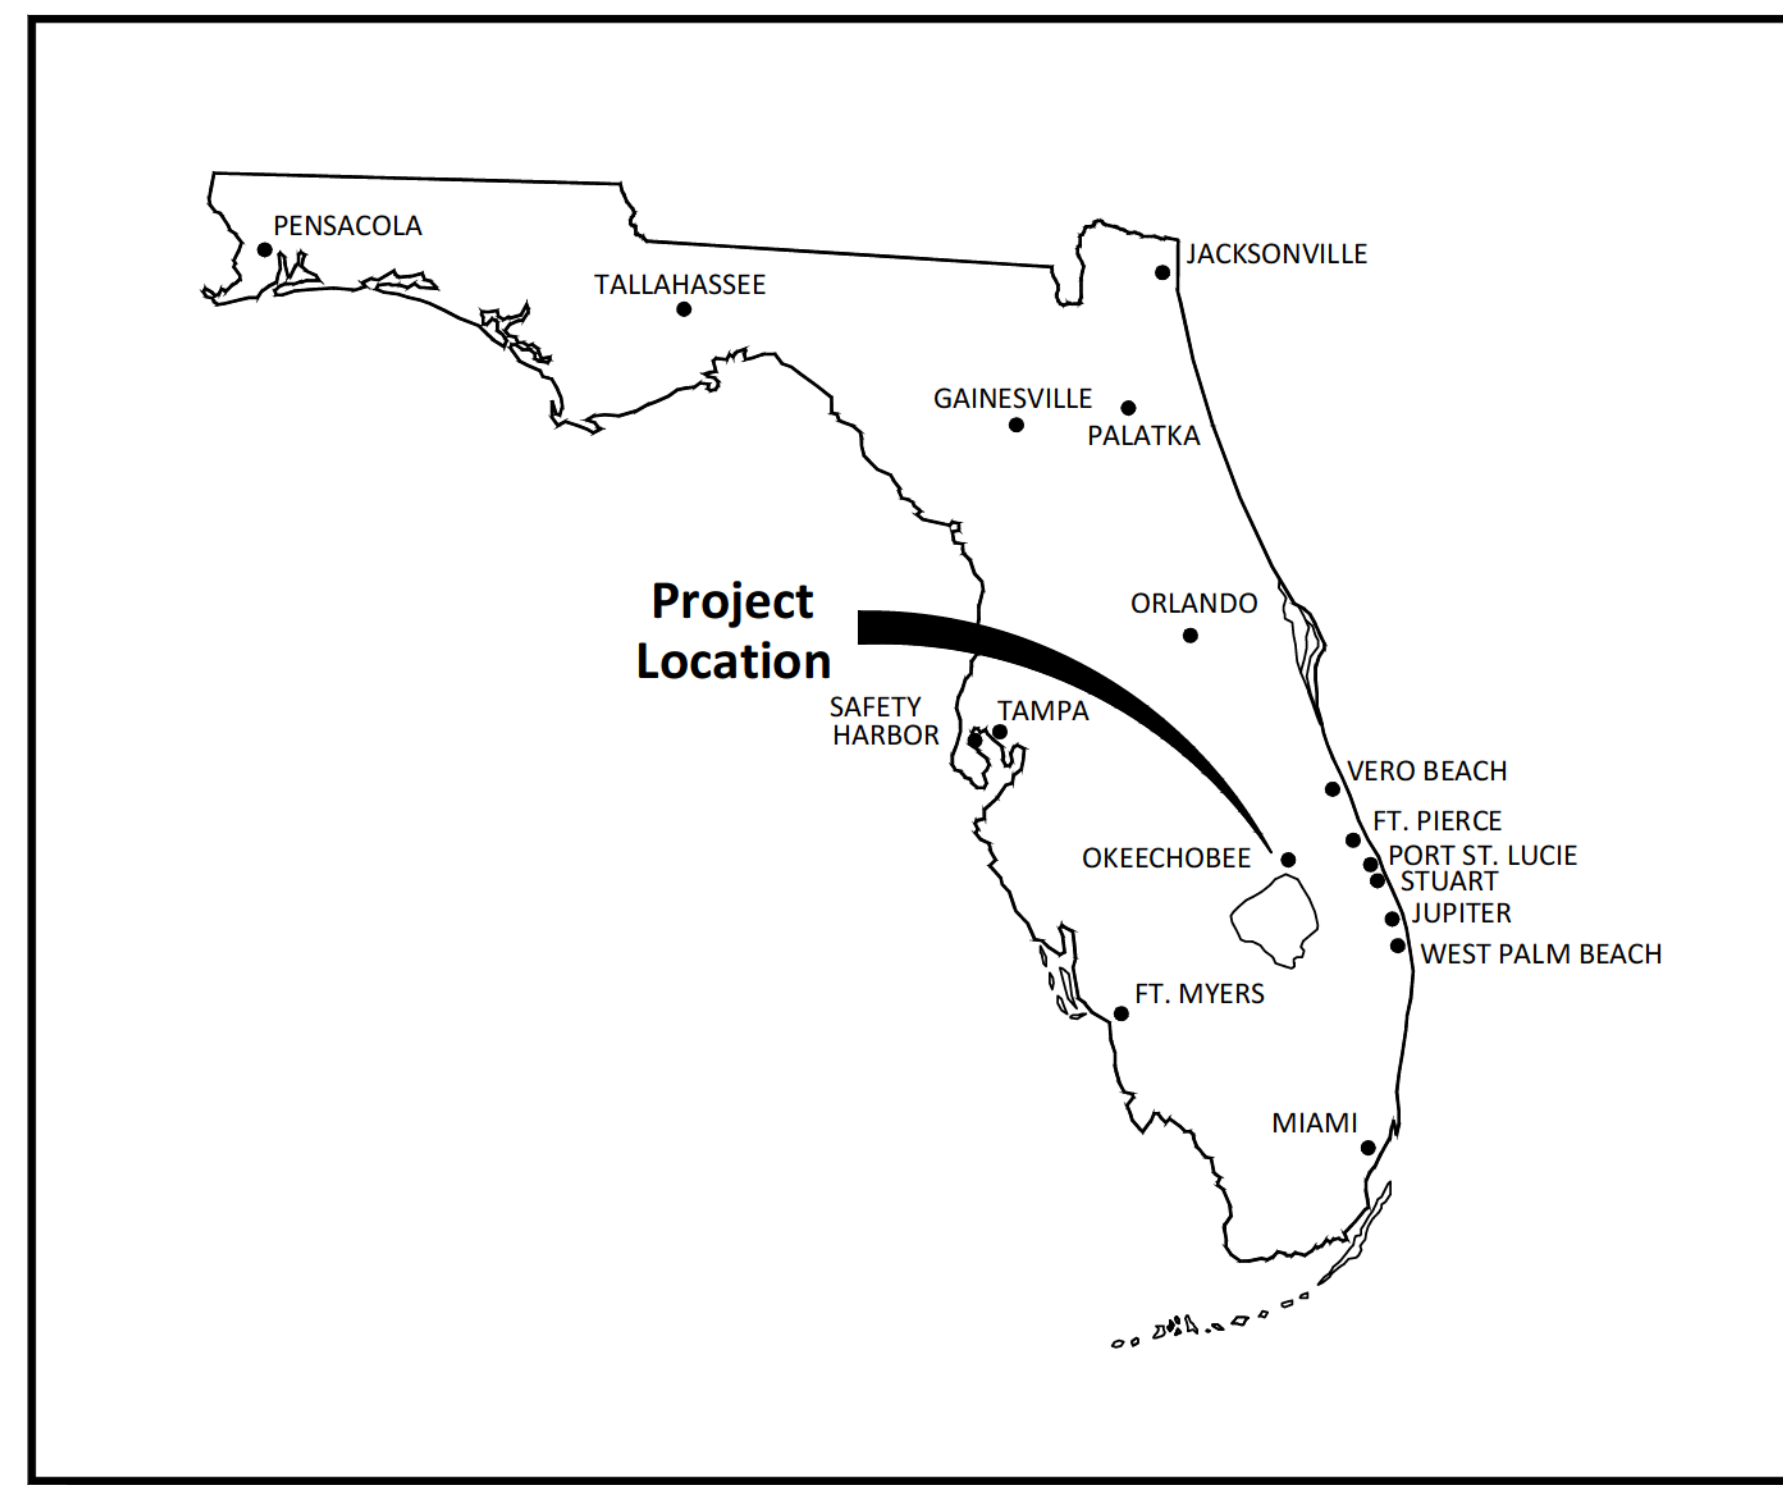 PENSACOLA
JACKSONVILLE
TALLAHASSEE
GAINESVILLE
PALATKA
Project
Location
ORLANDO
SAFETY
HARBOR
TAMPA
VERO BEACH
FT. PIERCE
PORT ST. LUCIE
OKEECHOBEE
STUART
JUPITER
WEST PALM BEACH
FT. MYERS
MIAMI